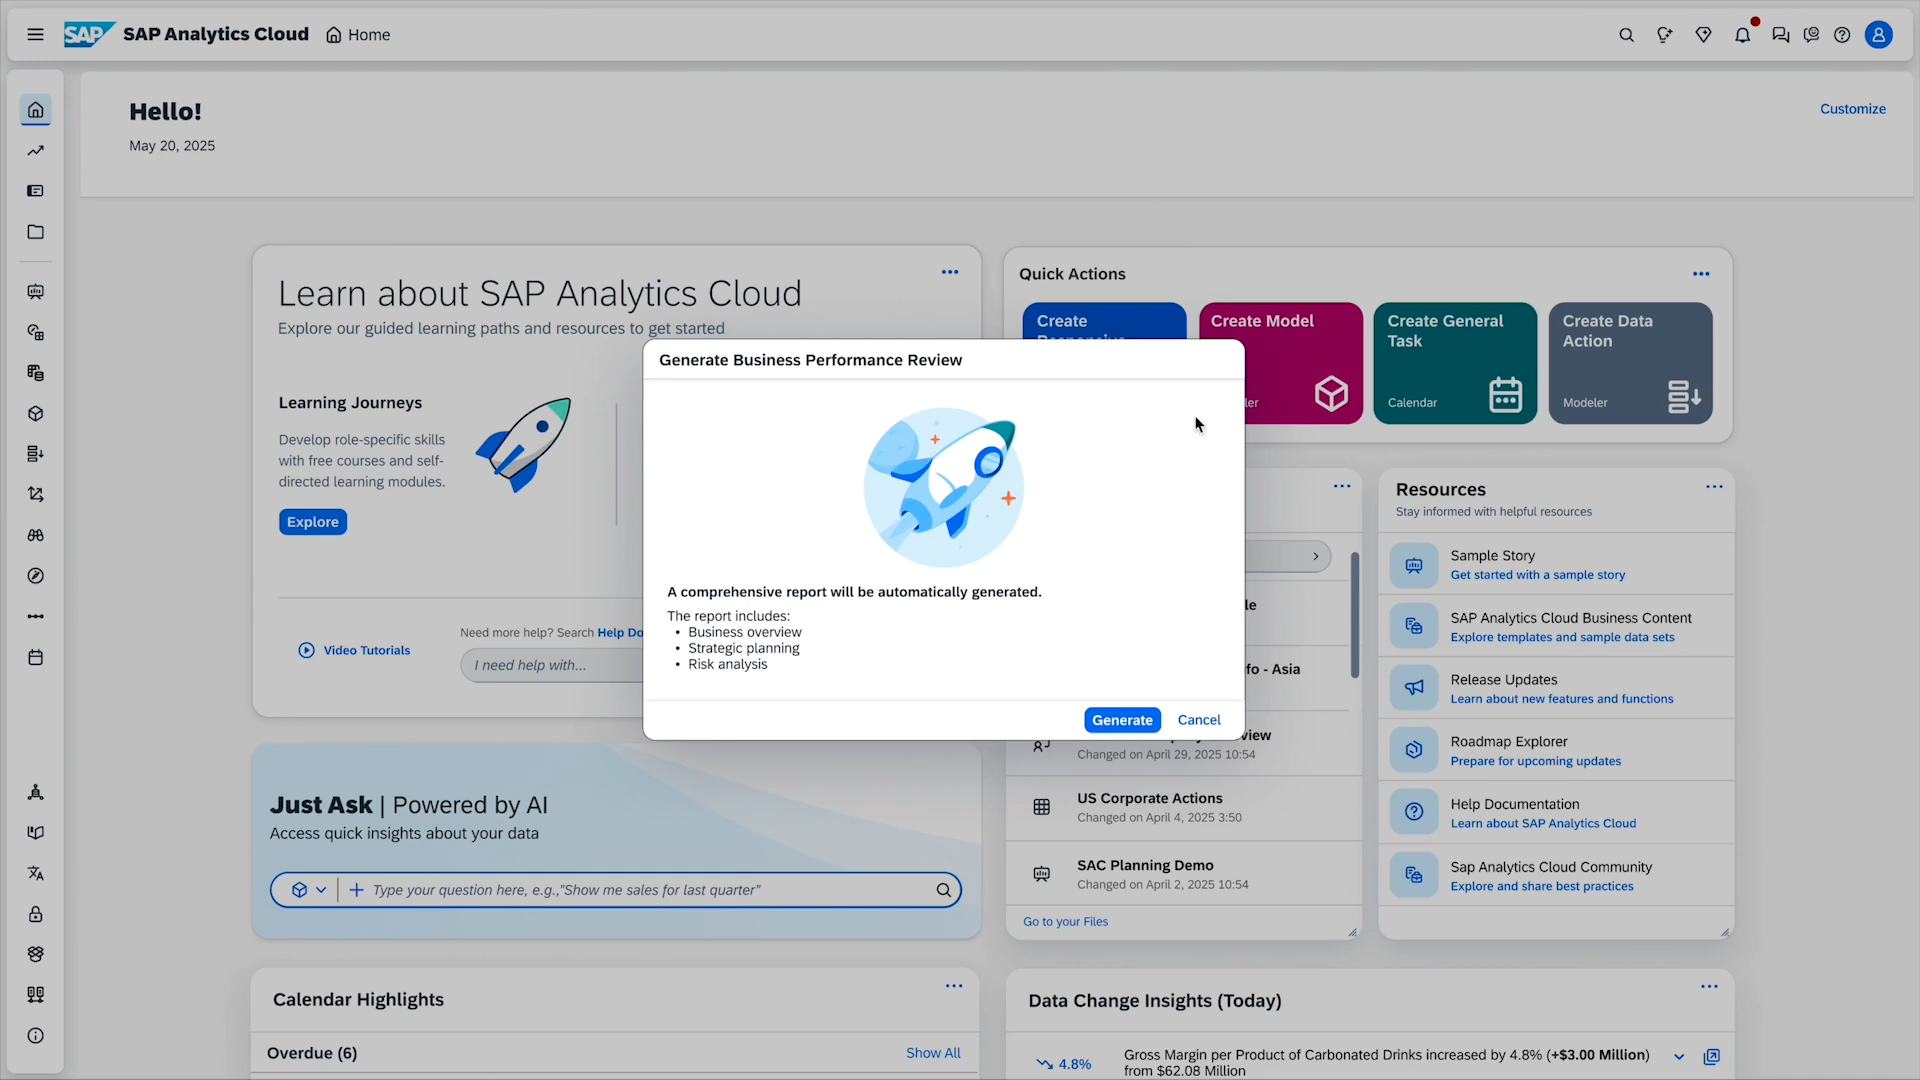 SAP SAP Analytics Cloud Home
Hello!
May 20, 2025
Customize
Learn about SAP Analytics Cloud
Explore our guided learning paths and resources to get started
Learning Journeys
Develop role-specific skills
with free courses and self-
directed learning modules.
Explore
Video Tutorials
Need more help? Search Help Do
I need help with...
Quick Actions
Create
Create Model
Create General
Task
Calendar
Create Data
Action
Modeler
Generate Business Performance Review
A comprehensive report will be automatically generated.
The report includes:
• Business overview
• Strategic planning
• Risk analysis
Generate Cancel
fo - Asia
Changed on April 29, 2025 10:54
US Corporate Actions
Changed on April 4, 2025 3:50
SAC Planning Demo
Changed on April 2, 2025 10:54
Go to your Files
Resources
Stay informed with helpful resources
Sample Story
Get started with a sample story
SAP Analytics Cloud Business Content
Explore templates and sample data sets
Release Updates
Learn about new features and functions
Roadmap Explorer
Prepare for upcoming updates
Help Documentation
Learn about SAP Analytics Cloud
Sap Analytics Cloud Community
Explore and share best practices
Just Ask | Powered by AI
Access quick insights about your data
Type your question here, e.g.,"Show me sales for last quarter"
Calendar Highlights
Overdue (6) Show All
Data Change Insights (Today)
4.8%
Gross Margin per Product of Carbonated Drinks increased by 4.8% (+$3.00 Million)
from $62.08 Million